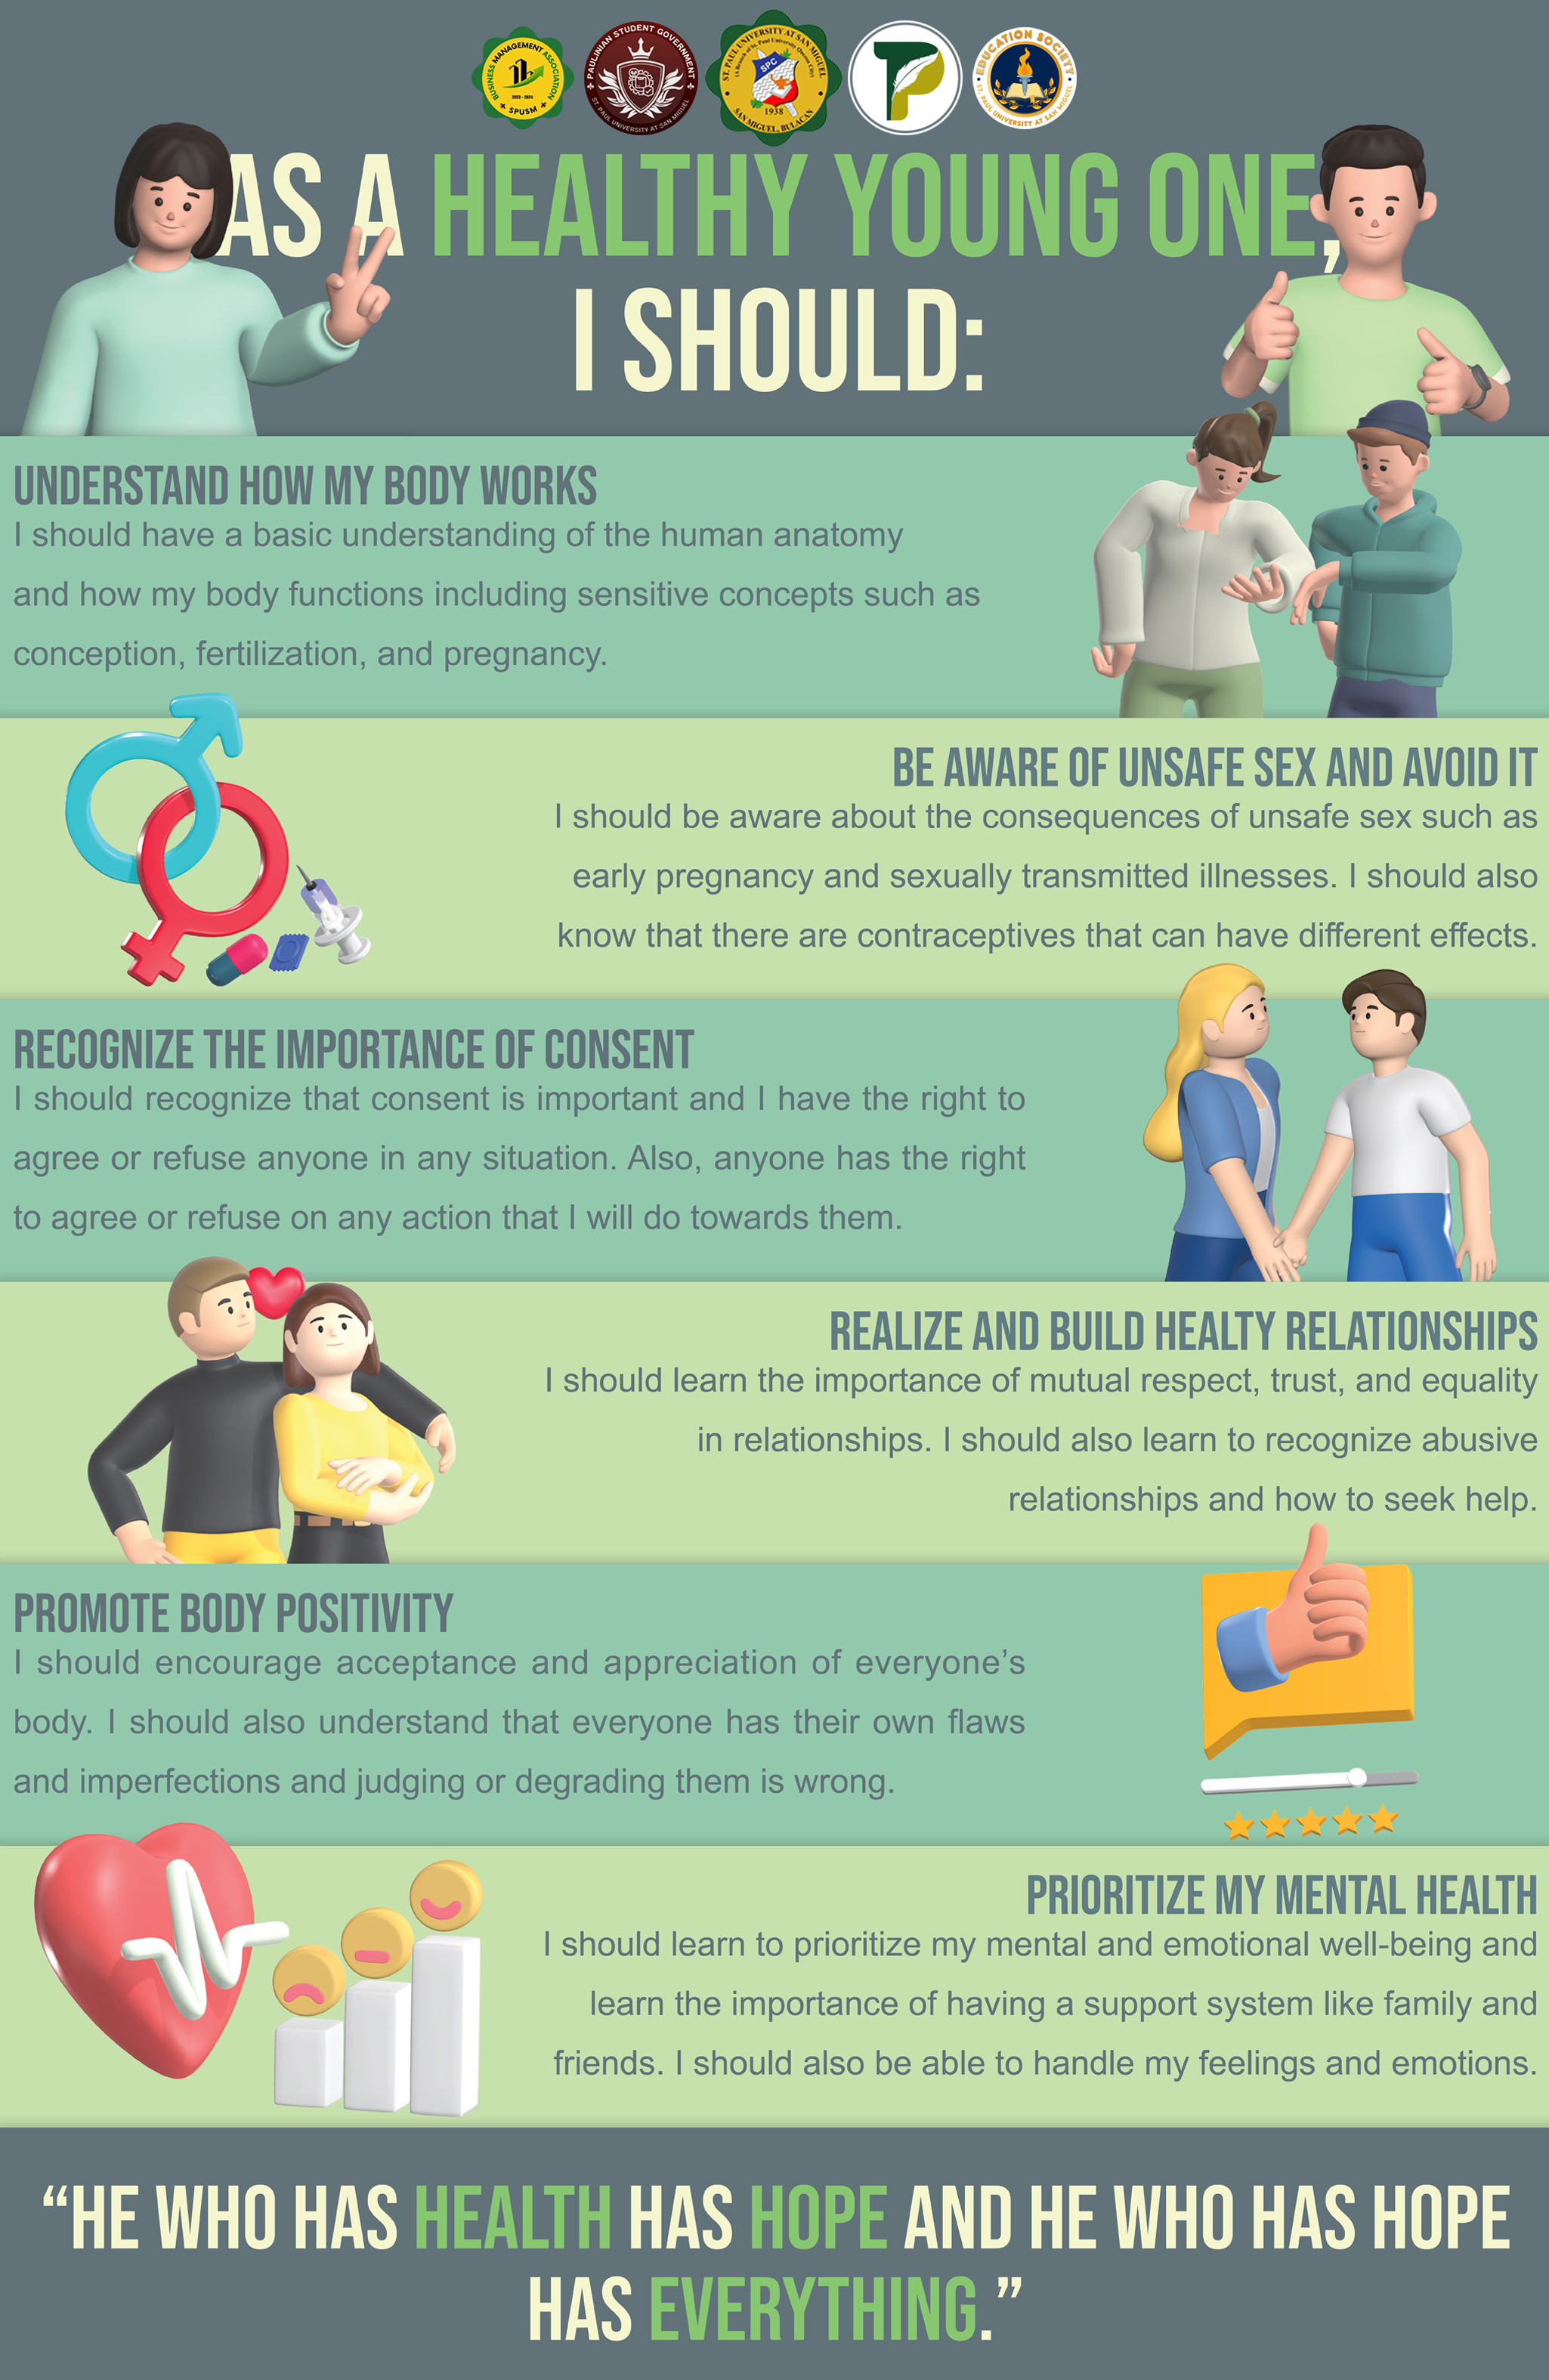 BUSINESS MANAGEMENT ASSOCIATION
2023 - 2024
SPUSM
PAULINIAN STUDENT GOVERNMENT
ST. PAUL UNIVERSITY AT SAN MIGUEL
ST. PAUL UNIVERSITY AT SAN MIGUEL
(A Branch of St. Paul University Quezon City)
SPC
1938
SAN MIGUEL, BULACAN
TP
EDUCATION SOCIETY
ST. PAUL UNIVERSITY AT SAN MIGUEL
AS A HEALTHY YOUNG ONE,
I SHOULD:
UNDERSTAND HOW MY BODY WORKS
I should have a basic understanding of the human anatomy
and how my body functions including sensitive concepts such as
conception, fertilization, and pregnancy.
BE AWARE OF UNSAFE SEX AND AVOID IT
I should be aware about the consequences of unsafe sex such as
early pregnancy and sexually transmitted illnesses. I should also
know that there are contraceptives that can have different effects.
RECOGNIZE THE IMPORTANCE OF CONSENT
I should recognize that consent is important and I have the right to
agree or refuse anyone in any situation. Also, anyone has the right
to agree or refuse on any action that I will do towards them.
REALIZE AND BUILD HEALTY RELATIONSHIPS
I should learn the importance of mutual respect, trust, and equality
in relationships. I should also learn to recognize abusive
relationships and how to seek help.
PROMOTE BODY POSITIVITY
I should encourage acceptance and appreciation of everyone’s
body. I should also understand that everyone has their own flaws
and imperfections and judging or degrading them is wrong.
PRIORITIZE MY MENTAL HEALTH
I should learn to prioritize my mental and emotional well-being and
learn the importance of having a support system like family and
friends. I should also be able to handle my feelings and emotions.
“HE WHO HAS HEALTH HAS HOPE AND HE WHO HAS HOPE
HAS EVERYTHING.”